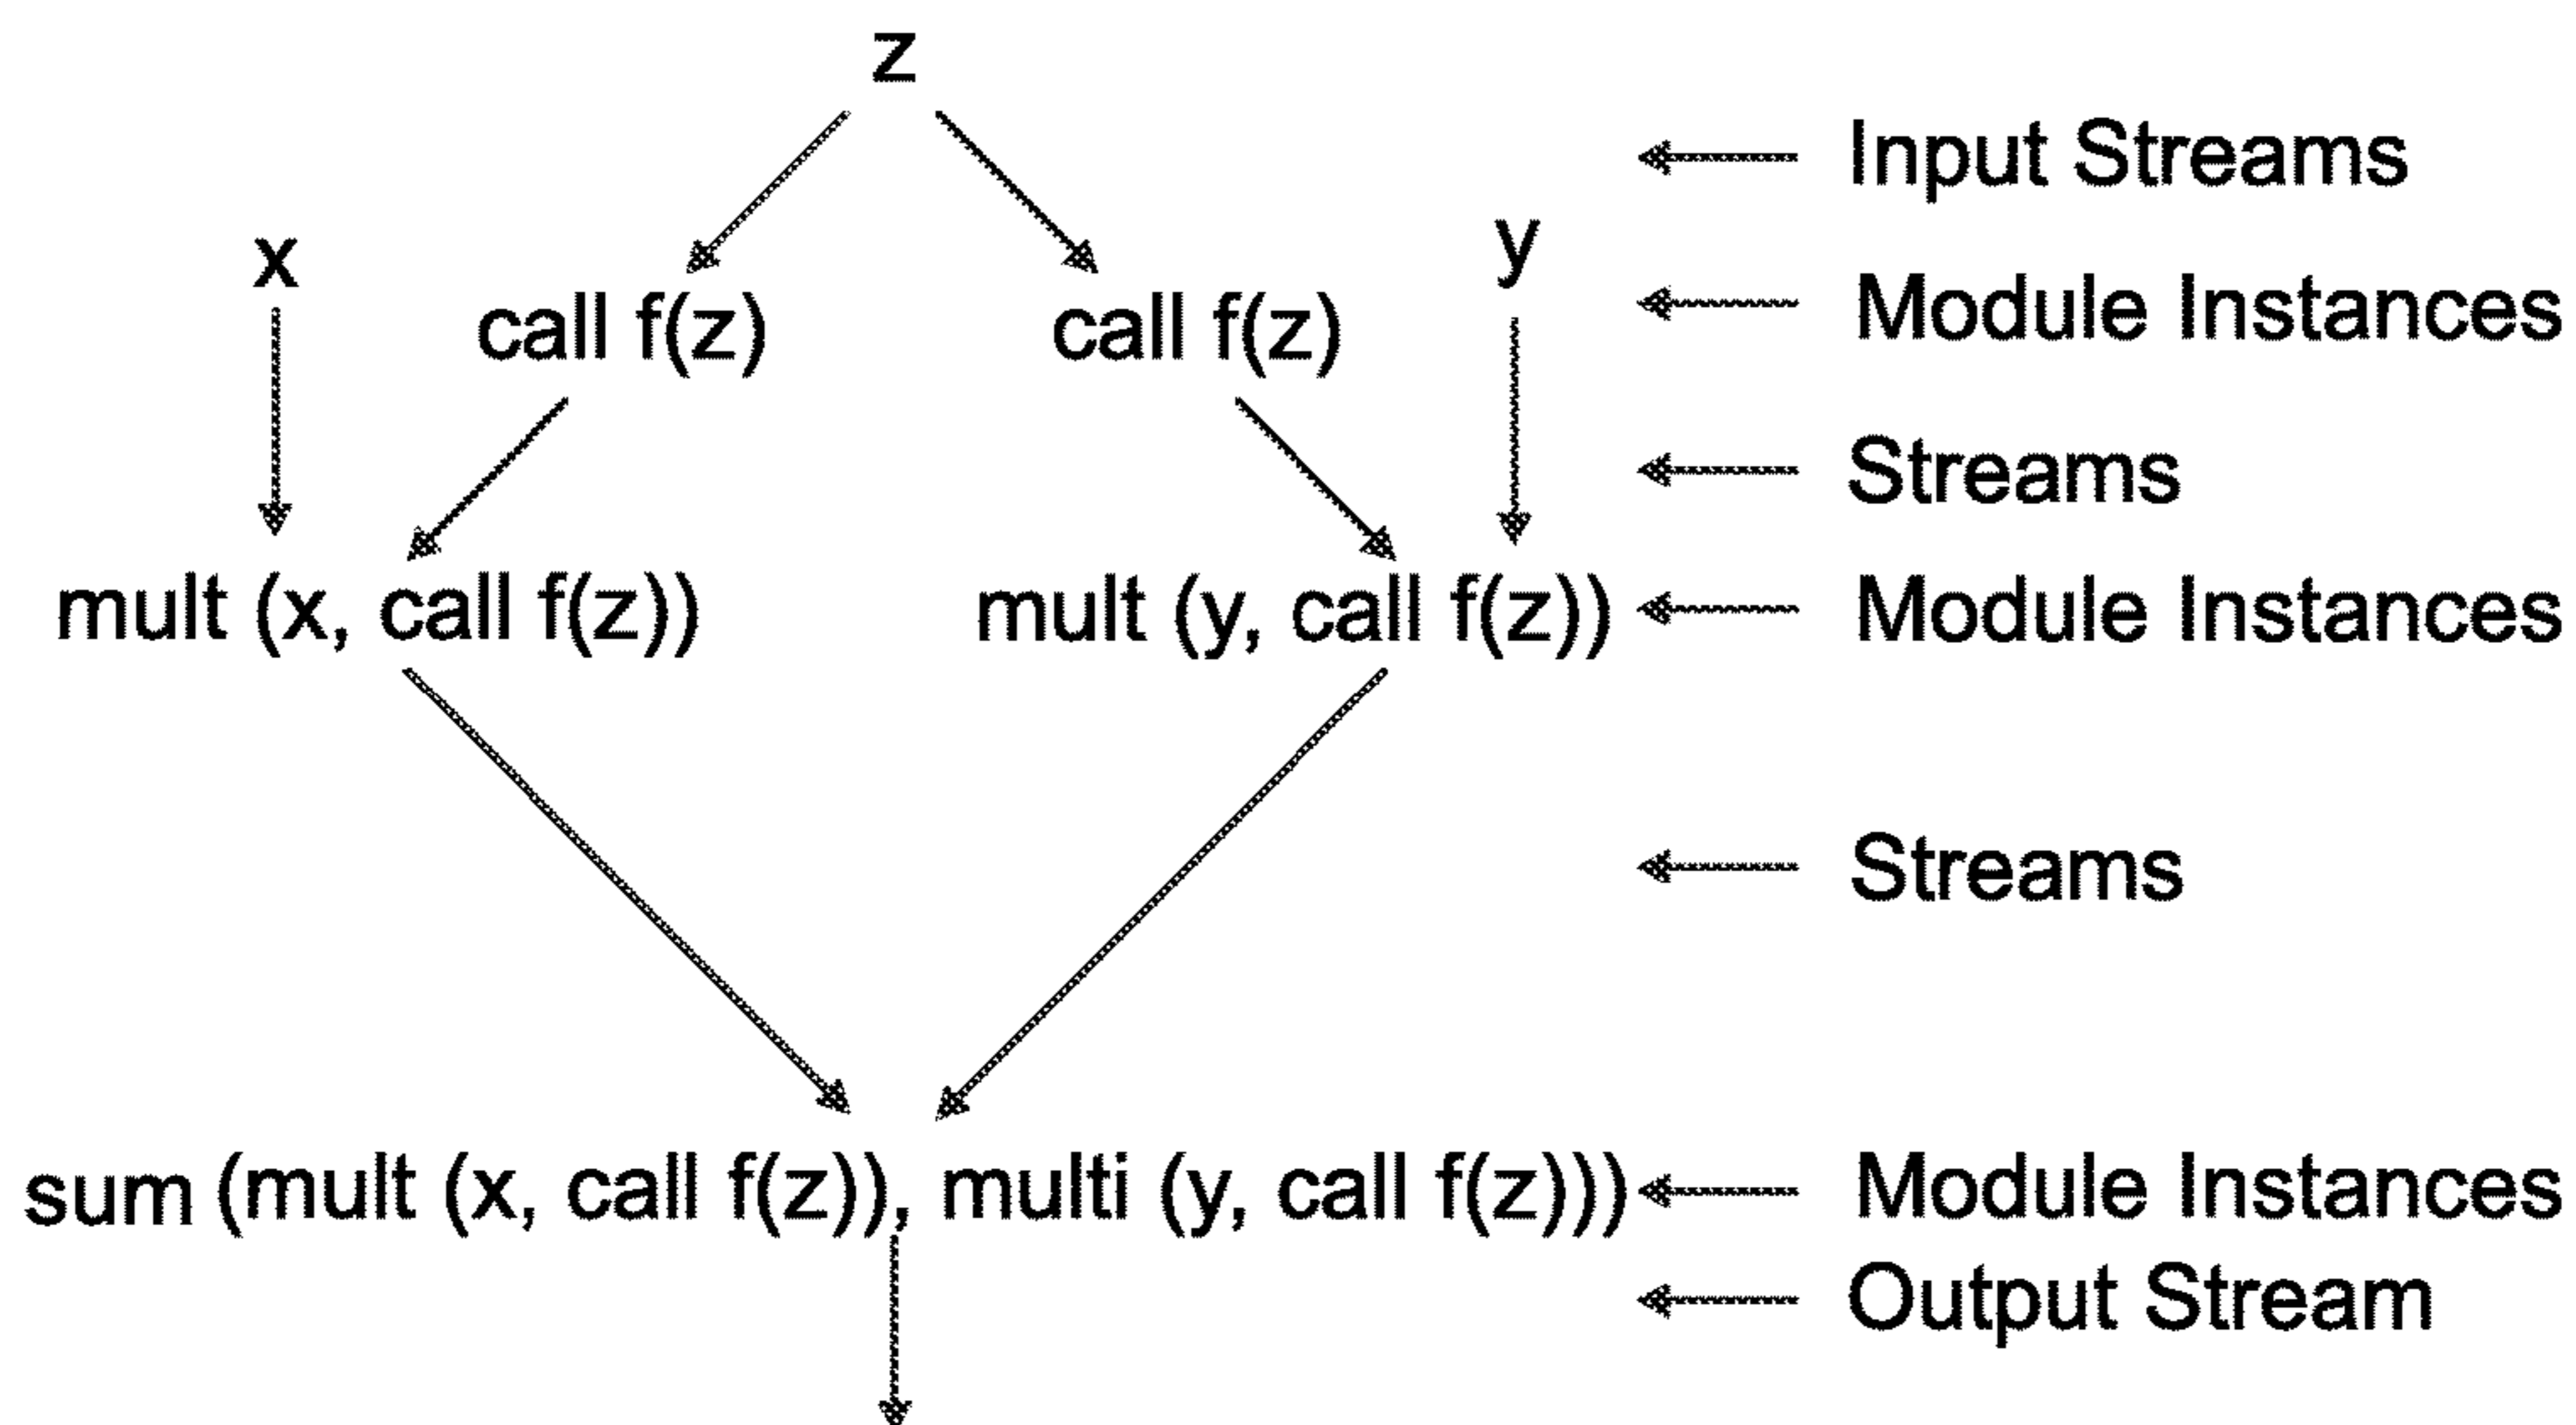 z
Input Streams
x
y
call f(z)
call f(z)
Module Instances
Streams
mult (x, call f(z))
mult (y, call f(z))
Module Instances
Streams
sum (mult (x, call f(z)), multi (y, call f(z)))
Module Instances
Output Stream